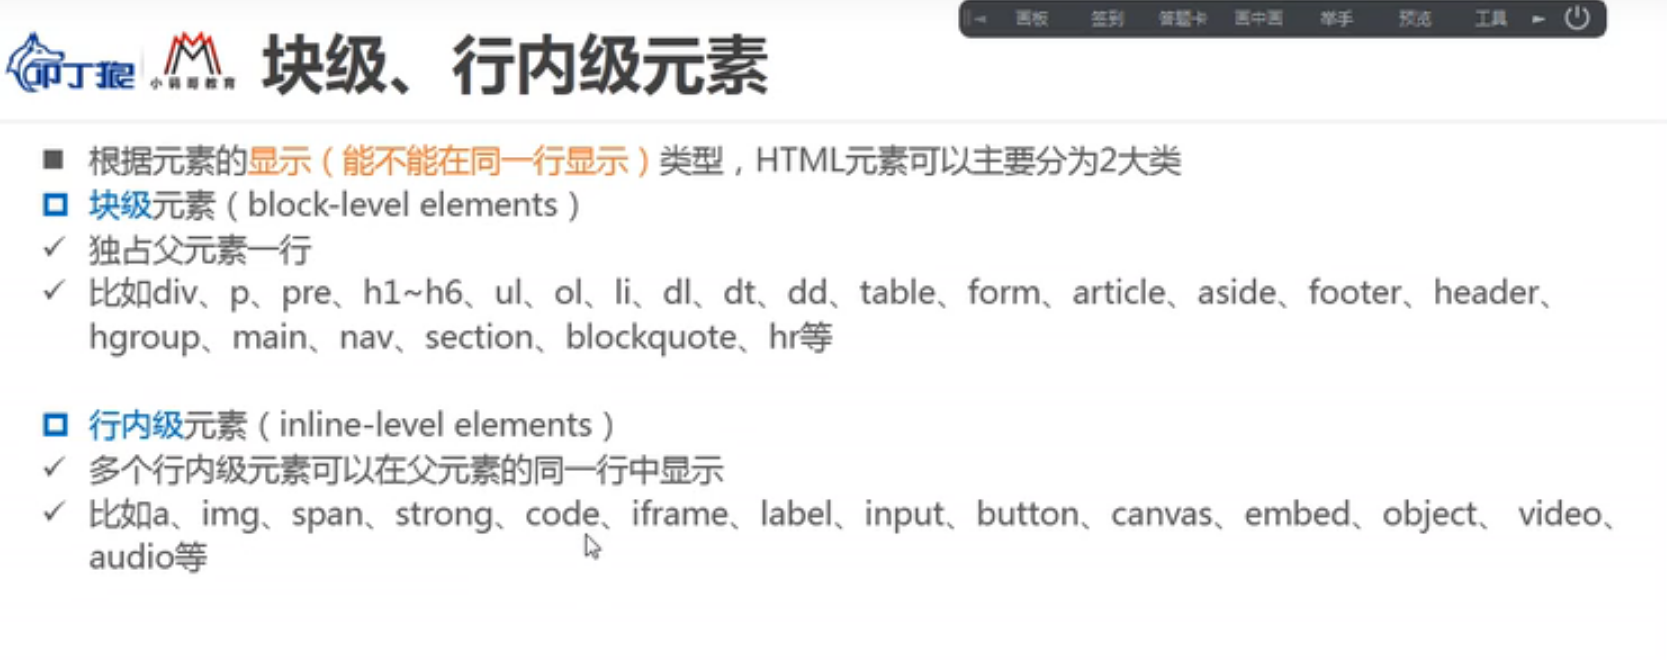 画板 签到 答题卡 画中画 举手 预览 工具
叩丁狼 小码哥教育 块级、行内级元素
根据元素的显示（能不能在同一行显示）类型，HTML元素可以主要分为2大类
块级元素（block-level elements）
独占父元素一行
比如div、p、pre、h1~h6、ul、ol、li、dl、dt、dd、table、form、article、aside、footer、header、
hgroup、main、nav、section、blockquote、hr等
行内级元素（inline-level elements）
多个行内级元素可以在父元素的同一行中显示
比如a、img、span、strong、code、iframe、label、input、button、canvas、embed、object、 video、
audio等